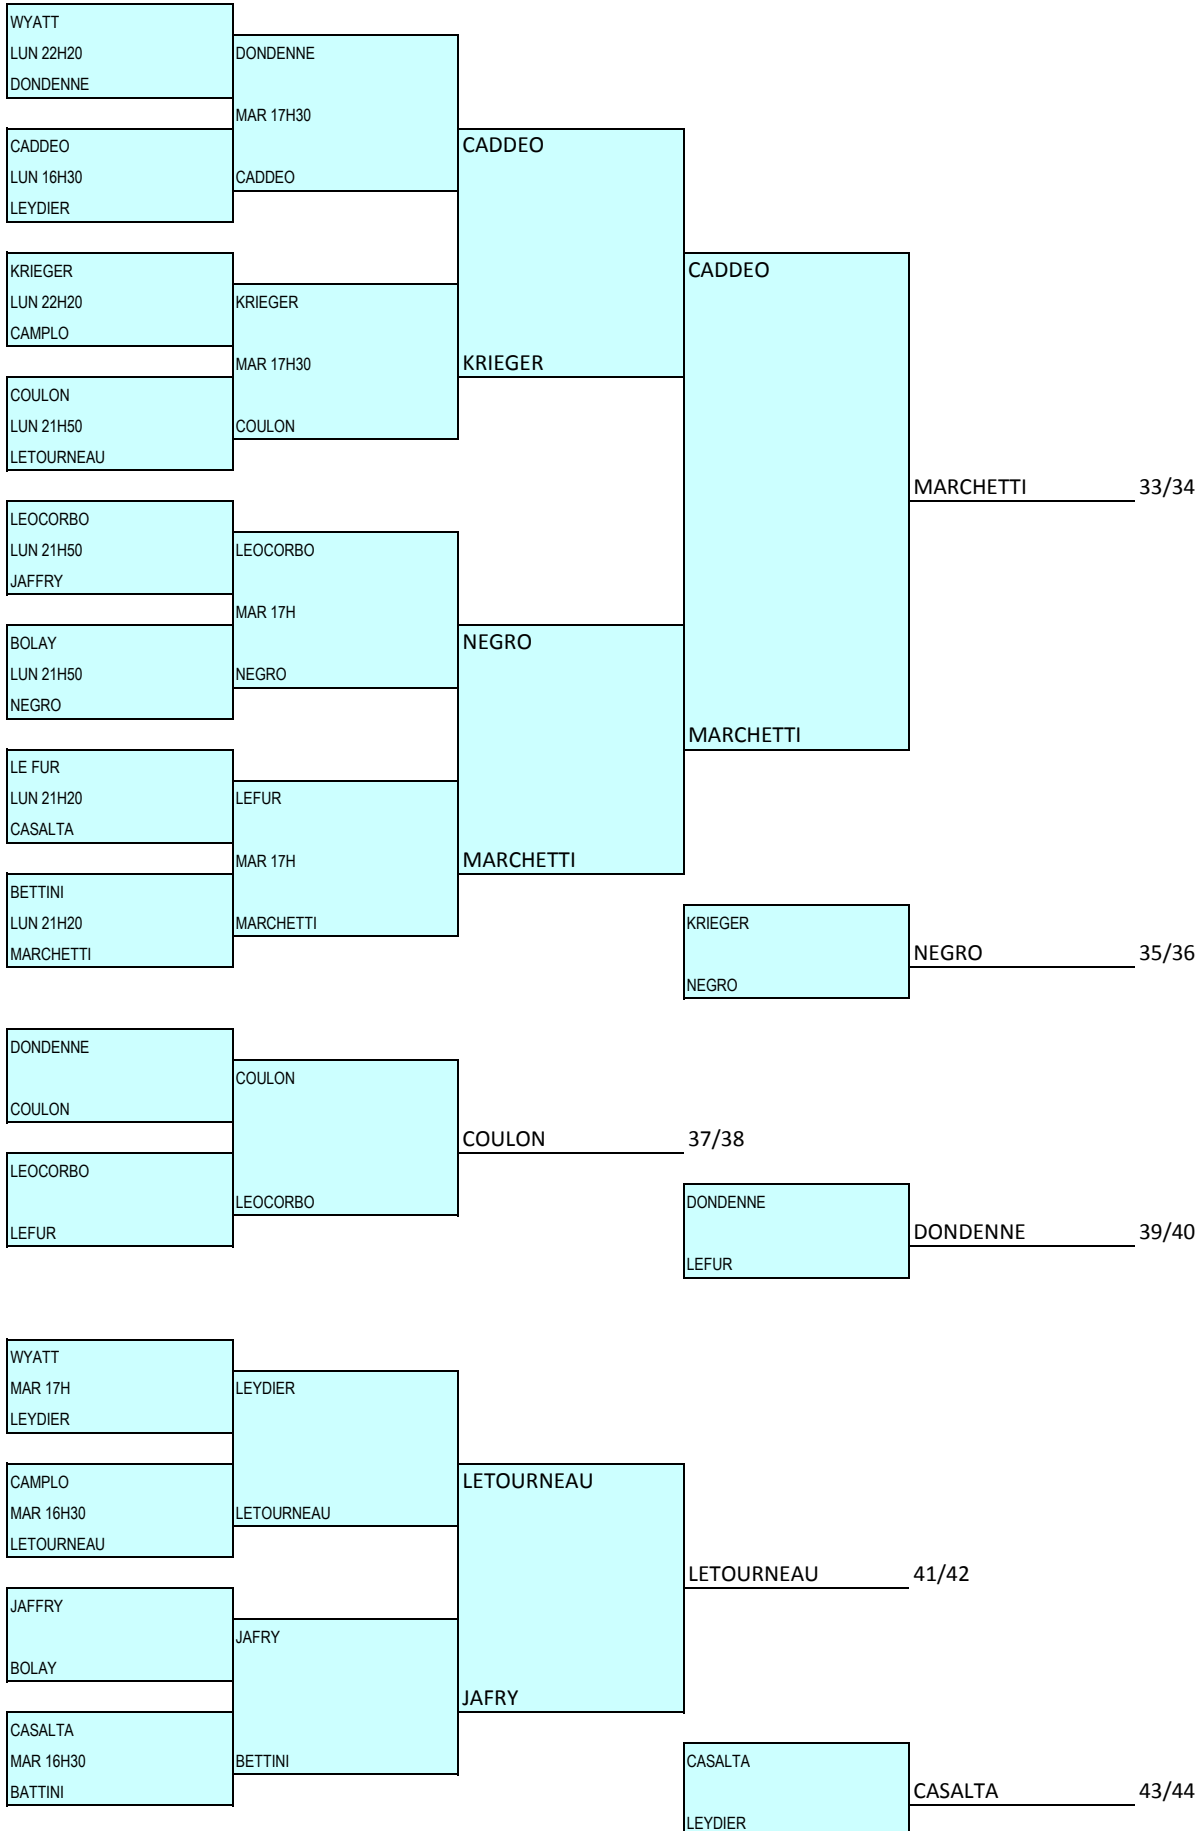 WYATT
LUN 22H20
DONDENNE
DONDENNE
MAR 17H30
CADDEO
CADDEO
LUN 16H30
LEYDIER
CADDEO
KRIEGER
LUN 22H20
CAMPLO
KRIEGER
MAR 17H30
COULON
KRIEGER
COULON
LUN 21H50
LETOURNEAU
CADDEO
MARCHETTI
MARCHETTI 33/34
LEOCORBO
LUN 21H50
JAFFRY
LEOCORBO
MAR 17H
NEGRO
BOLAY
LUN 21H50
NEGRO
NEGRO
LE FUR
LUN 21H20
CASALTA
LEFUR
MAR 17H
MARCHETTI
MARCHETTI
BETTINI
LUN 21H20
MARCHETTI
KRIEGER
NEGRO
NEGRO 35/36
DONDENNE
COULON
COULON
LEOCORBO
COULON 37/38
LEOCORBO
LEFUR
DONDENNE
LEFUR
DONDENNE 39/40
WYATT
MAR 17H
LEYDIER
LEYDIER
LETOURNEAU
CAMPLO
MAR 16H30
LETOURNEAU
LETOURNEAU
JAFRY
LETOURNEAU 41/42
JAFFRY
BOLAY
JAFRY
BETTINI
CASALTA
MAR 16H30
BATTINI
CASALTA
LEYDIER
CASALTA 43/44